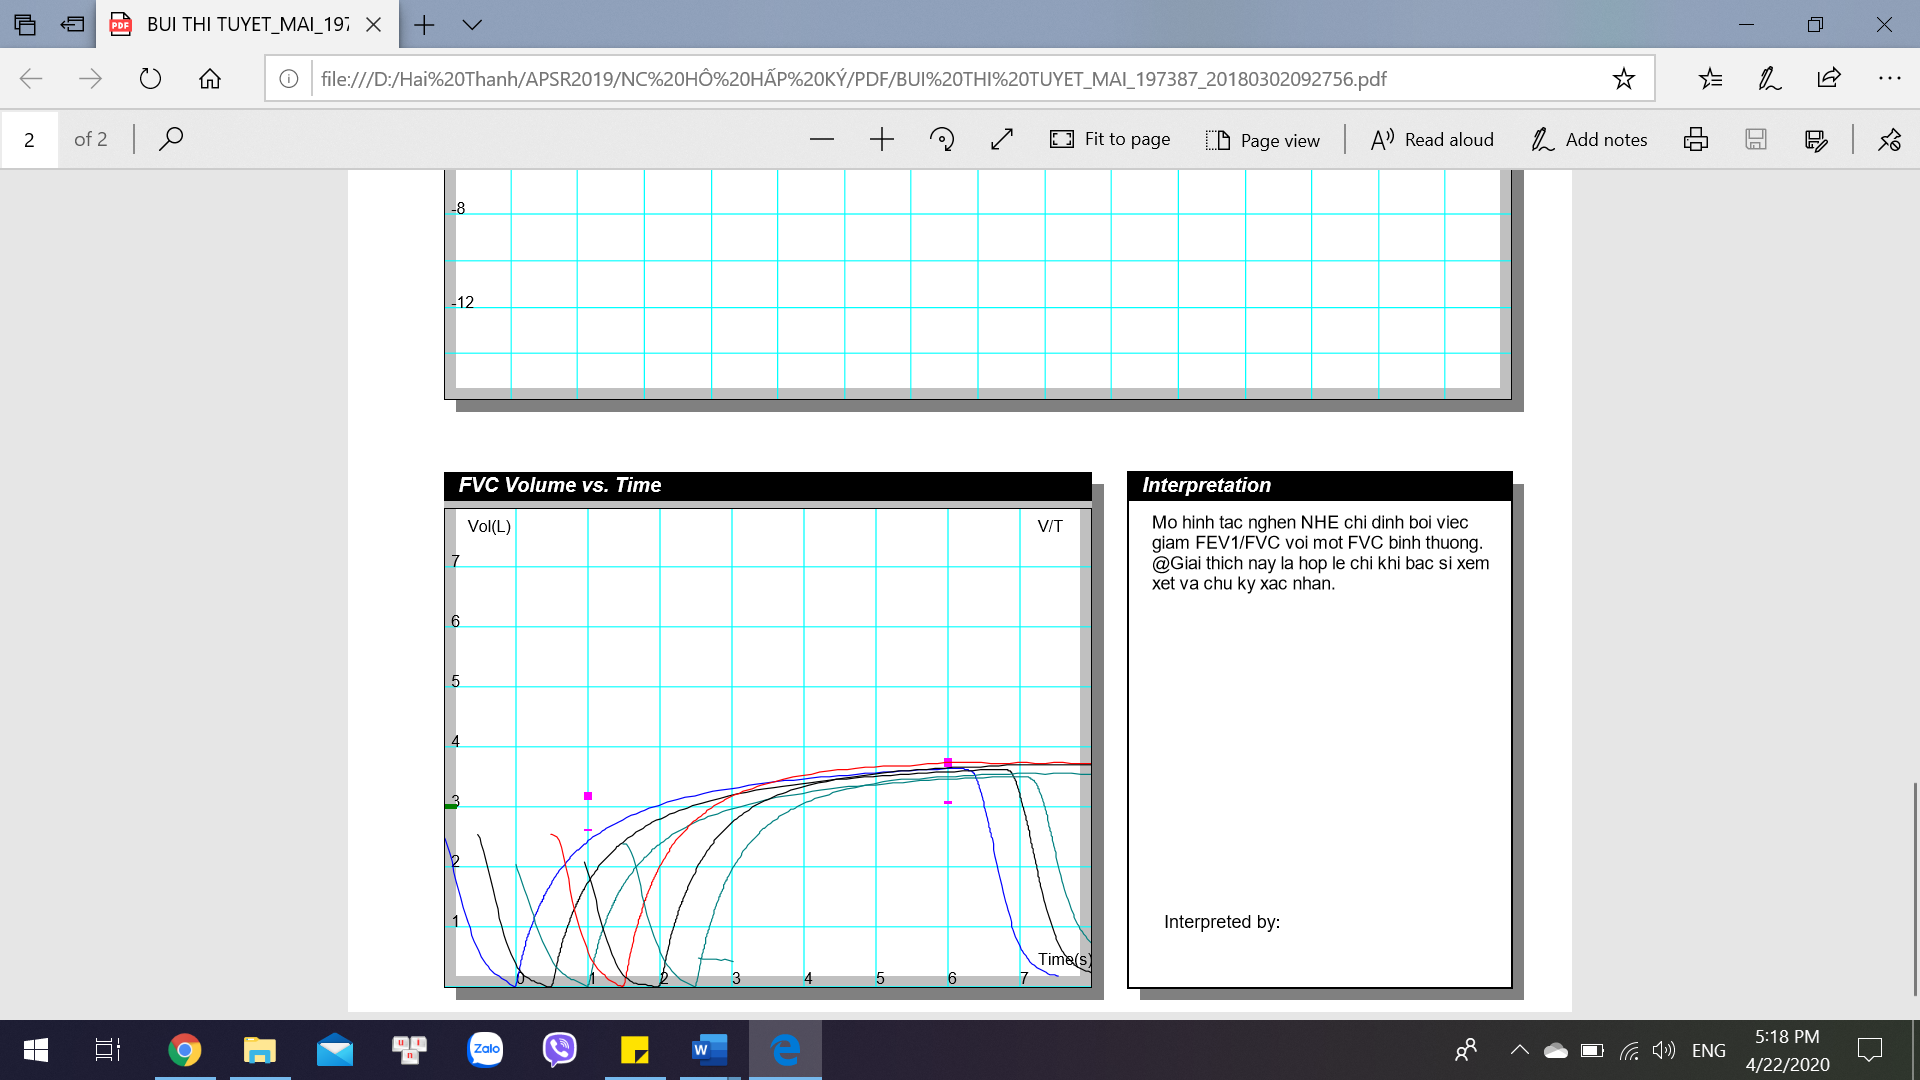 BUI THI TUYET_MAI_197
file:///D:/Hai%20Thanh/APSR2019/NC%20HÔ%20HẤP%20KÝ/PDF/BUI%20THI%20TUYET_MAI_197387_20180302092756.pdf
2 of 2 Fit to page Page view Read aloud Add notes
-8
-12
FVC Volume vs. Time
Vol(L) V/T
7
6
5
4
3
2
1
Time(s)
0 1 2 3 4 5 6 7
Interpretation
Mo hinh tac nghen NHE chi dinh boi viec
giam FEV1/FVC voi mot FVC binh thuong.
@Giai thich nay la hop le chi khi bac si xem
xet va chu ky xac nhan.
Interpreted by:
Zalo
ENG
5:18 PM
4/22/2020